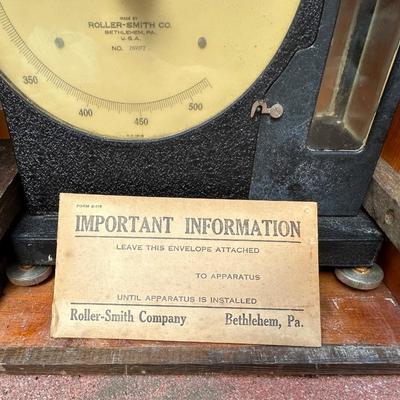 MADE BY
ROLLER-SMITH CO.
BETHLEHEM, PA.
U.S.A.
NO.
350
400
450
500
IMPORTANT INFORMATION
LEAVE THIS ENVELOPE ATTACHED
TO APPARATUS
UNTIL APPARATUS IS INSTALLED
Roller-Smith Company Bethlehem, Pa.